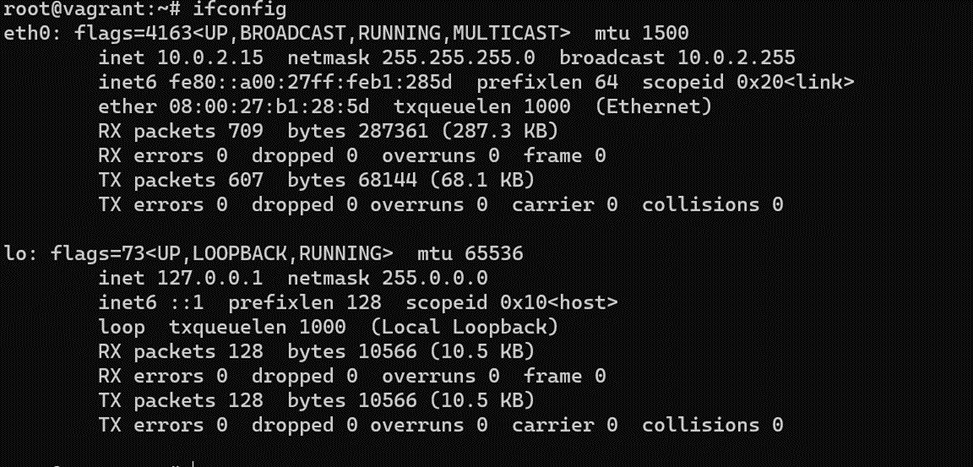 root@vagrant:~# ifconfig
eth0: flags=4163<UP,BROADCAST,RUNNING,MULTICAST>  mtu 1500
        inet 10.0.2.15  netmask 255.255.255.0  broadcast 10.0.2.255
        inet6 fe80::a00:27ff:feb1:285d  prefixlen 64  scopeid 0x20<link>
        ether 08:00:27:b1:28:5d  txqueuelen 1000  (Ethernet)
        RX packets 709  bytes 287361 (287.3 KB)
        RX errors 0  dropped 0  overruns 0  frame 0
        TX packets 607  bytes 68144 (68.1 KB)
        TX errors 0  dropped 0 overruns 0  carrier 0  collisions 0

lo: flags=73<UP,LOOPBACK,RUNNING>  mtu 65536
        inet 127.0.0.1  netmask 255.0.0.0
        inet6 ::1  prefixlen 128  scopeid 0x10<host>
        loop  txqueuelen 1000  (Local Loopback)
        RX packets 128  bytes 10566 (10.5 KB)
        RX errors 0  dropped 0  overruns 0  frame 0
        TX packets 128  bytes 10566 (10.5 KB)
        TX errors 0  dropped 0 overruns 0  carrier 0  collisions 0